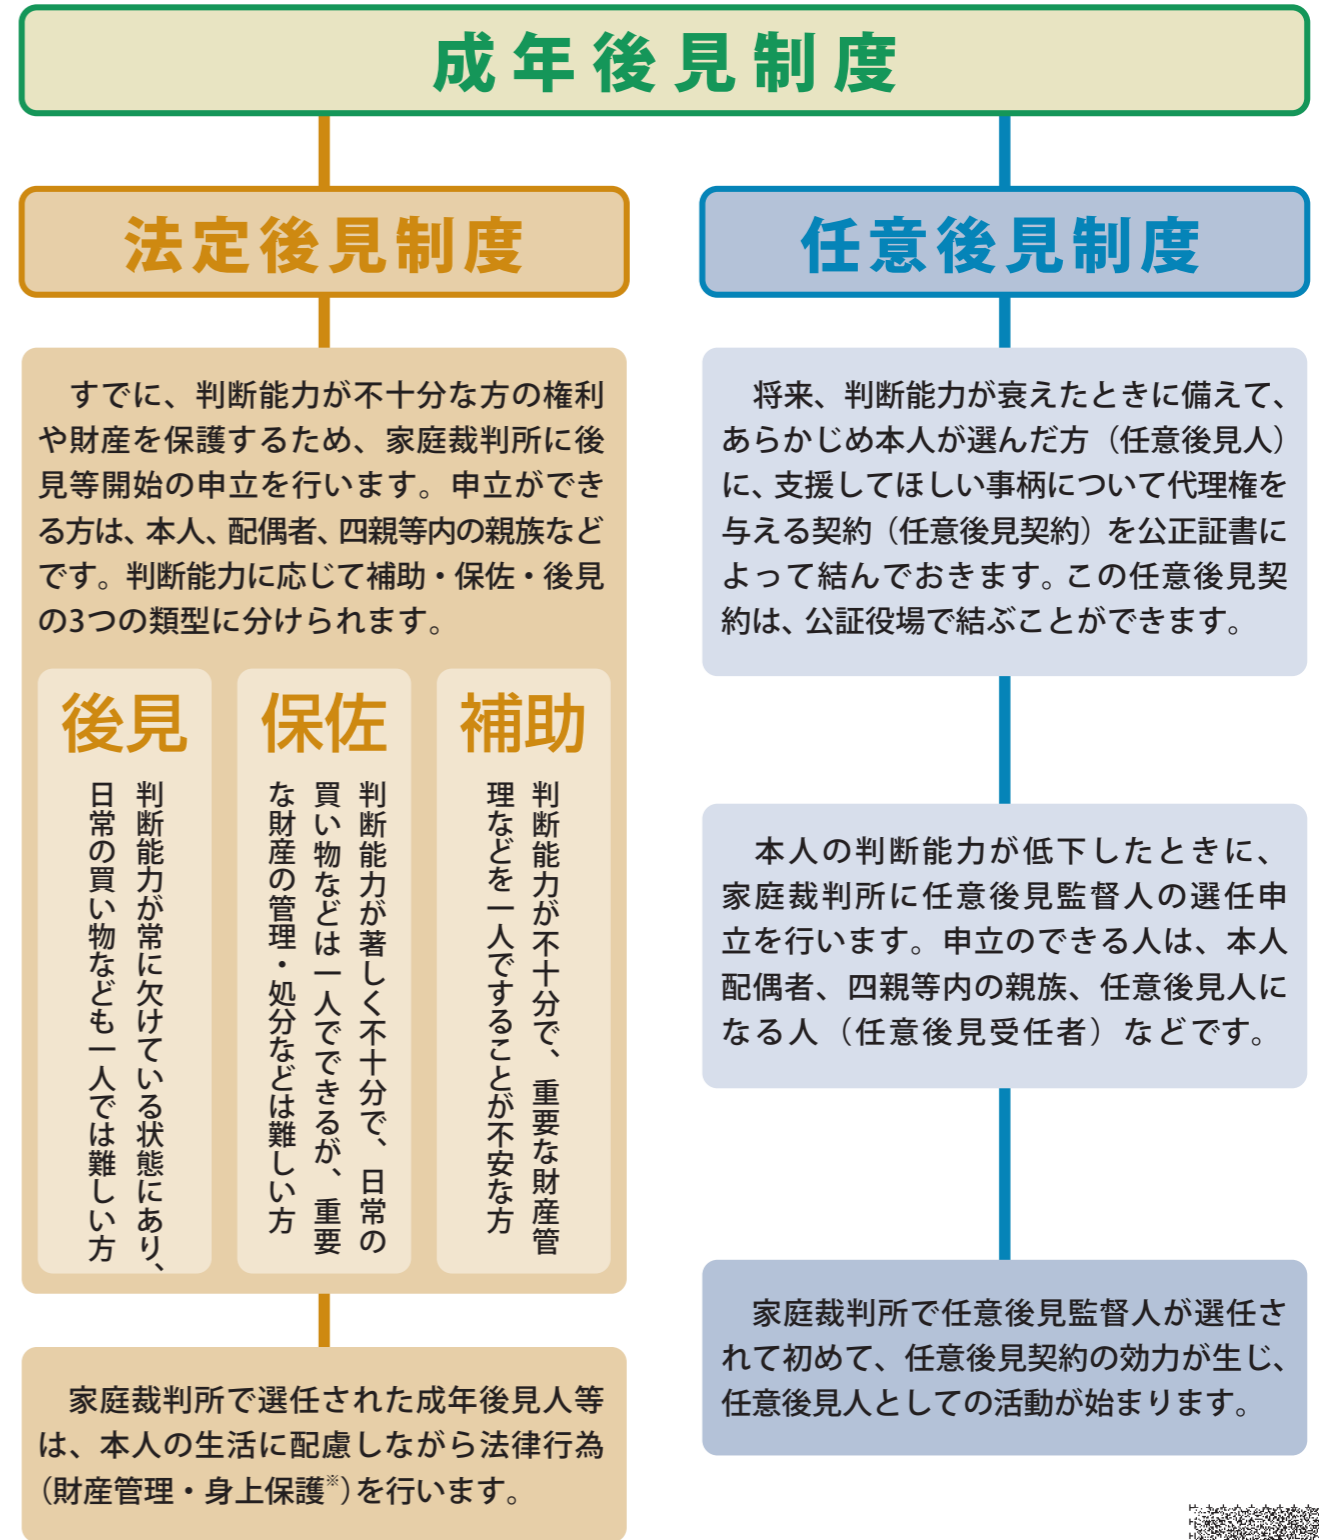 成年後見制度
法定後見制度
すでに、判断能力が不十分な方の権利
や財産を保護するため、家庭裁判所に後
見等開始の申立を行います。申立ができ
る方は、本人、配偶者、四親等内の親族など
です。判断能力に応じて補助・保佐・後見
の3つの類型に分けられます。
後見
判断能力が常に欠けている状態にあり、
日常の買い物なども一人では難しい方
保佐
判断能力が著しく不十分で、日常の
買い物などは一人でできるが、重要
な財産の管理・処分などは難しい方
補助
判断能力が不十分で、重要な財産管
理などを一人ですることが不安な方
家庭裁判所で選任された成年後見人等
は、本人の生活に配慮しながら法律行為
（財産管理・身上保護※）を行います。
任意後見制度
将来、判断能力が衰えたときに備えて、
あらかじめ本人が選んだ方（任意後見人）
に、支援してほしい事柄について代理権を
与える契約（任意後見契約）を公正証書に
よって結んでおきます。この任意後見契
約は、公証役場で結ぶことができます。
本人の判断能力が低下したときに、
家庭裁判所に任意後見監督人の選任申
立を行います。申立のできる人は、本人
配偶者、四親等内の親族、任意後見人に
なる人（任意後見受任者）などです。
家庭裁判所で任意後見監督人が選任さ
れて初めて、任意後見契約の効力が生じ、
任意後見人としての活動が始まります。